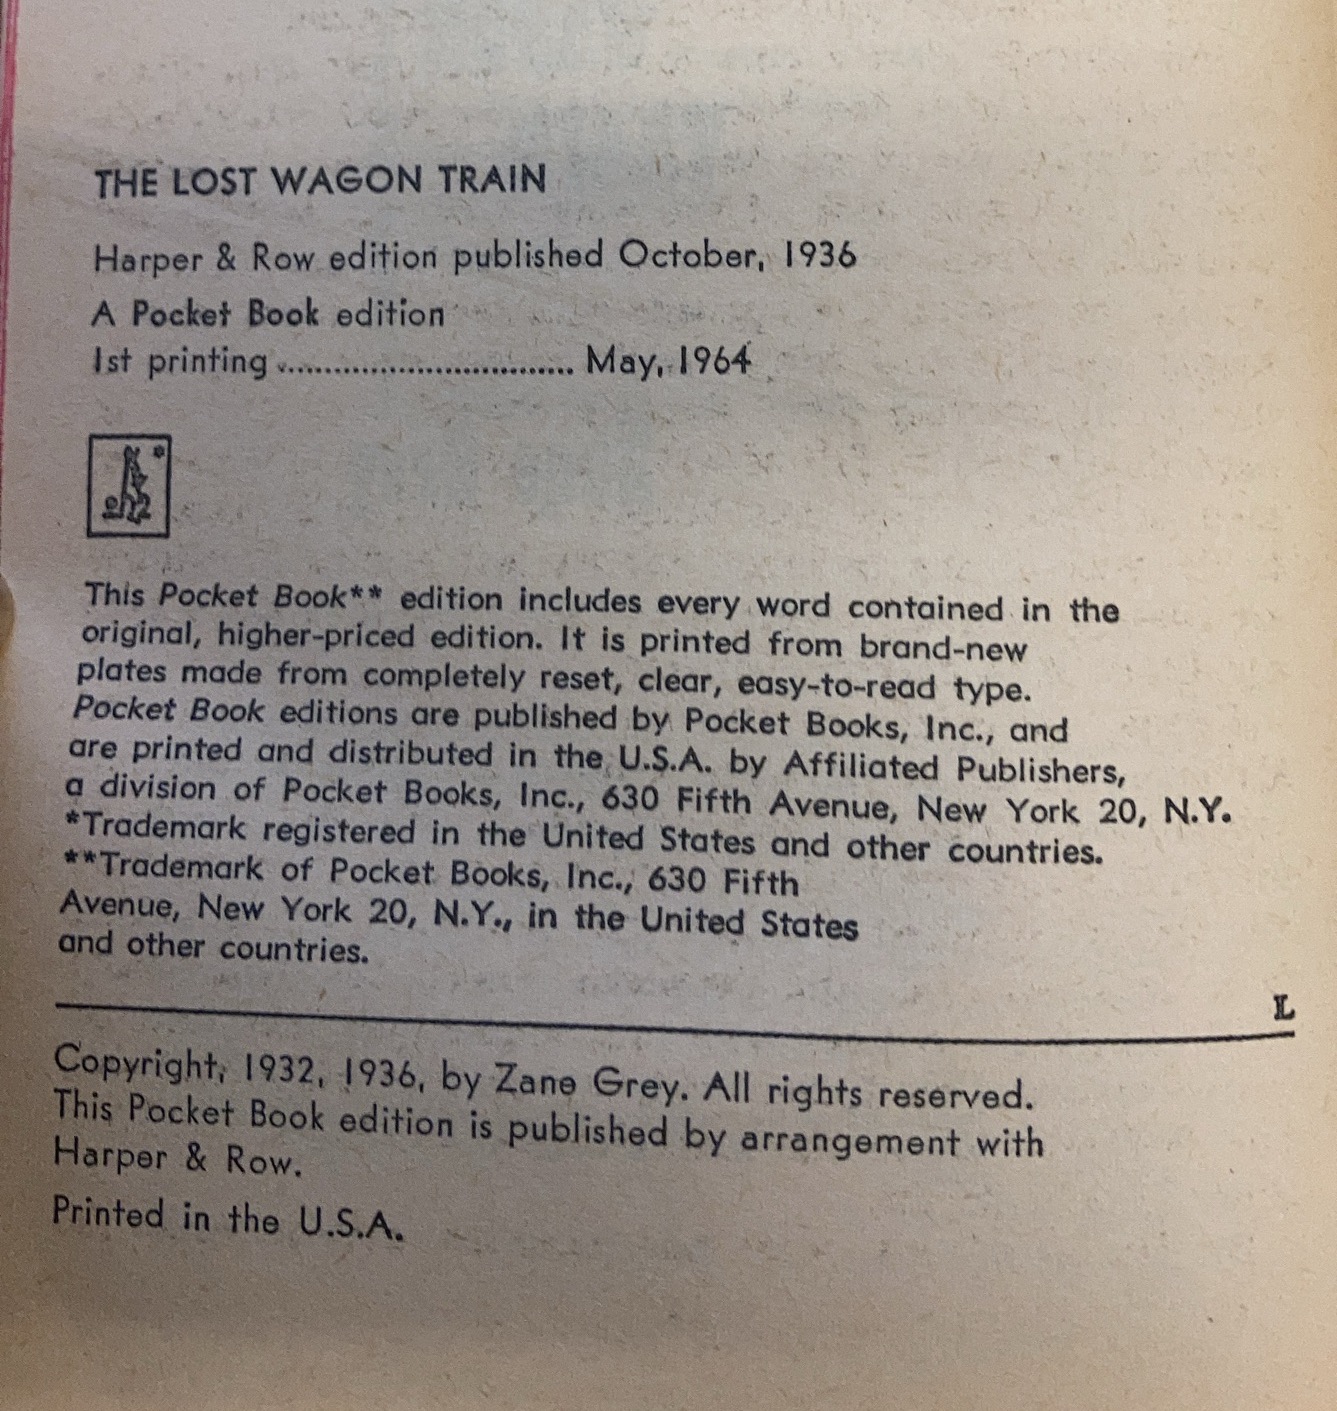 THE LOST WAGON TRAIN
Harper & Row edition published October, 1936
A Pocket Book edition
1st printing................................ May, 1964
*
This Pocket Book** edition includes every word contained in the
original, higher-priced edition. It is printed from brand-new
plates made from completely reset, clear, easy-to-read type.
Pocket Book editions are published by Pocket Books, Inc., and
are printed and distributed in the U.S.A. by Affiliated Publishers,
a division of Pocket Books, Inc., 630 Fifth Avenue, New York 20, N.Y.
*Trademark registered in the United States and other countries.
**Trademark of Pocket Books, Inc., 630 Fifth
Avenue, New York 20, N.Y., in the United States
and other countries.
L
Copyright, 1932, 1936, by Zane Grey. All rights reserved.
This Pocket Book edition is published by arrangement with
Harper & Row.
Printed in the U.S.A.